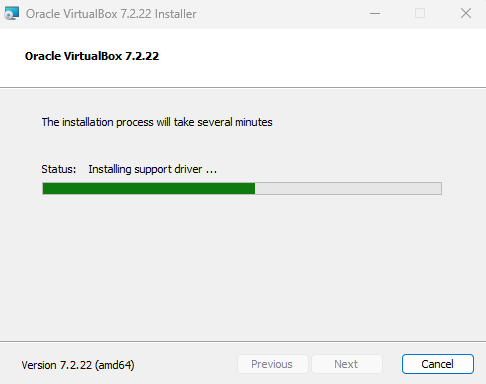 Oracle VirtualBox 7.2.22 Installer
Oracle VirtualBox 7.2.22
The installation process will take several minutes
Status: Installing support driver ...
Version 7.2.22 (amd64) Previous Next Cancel